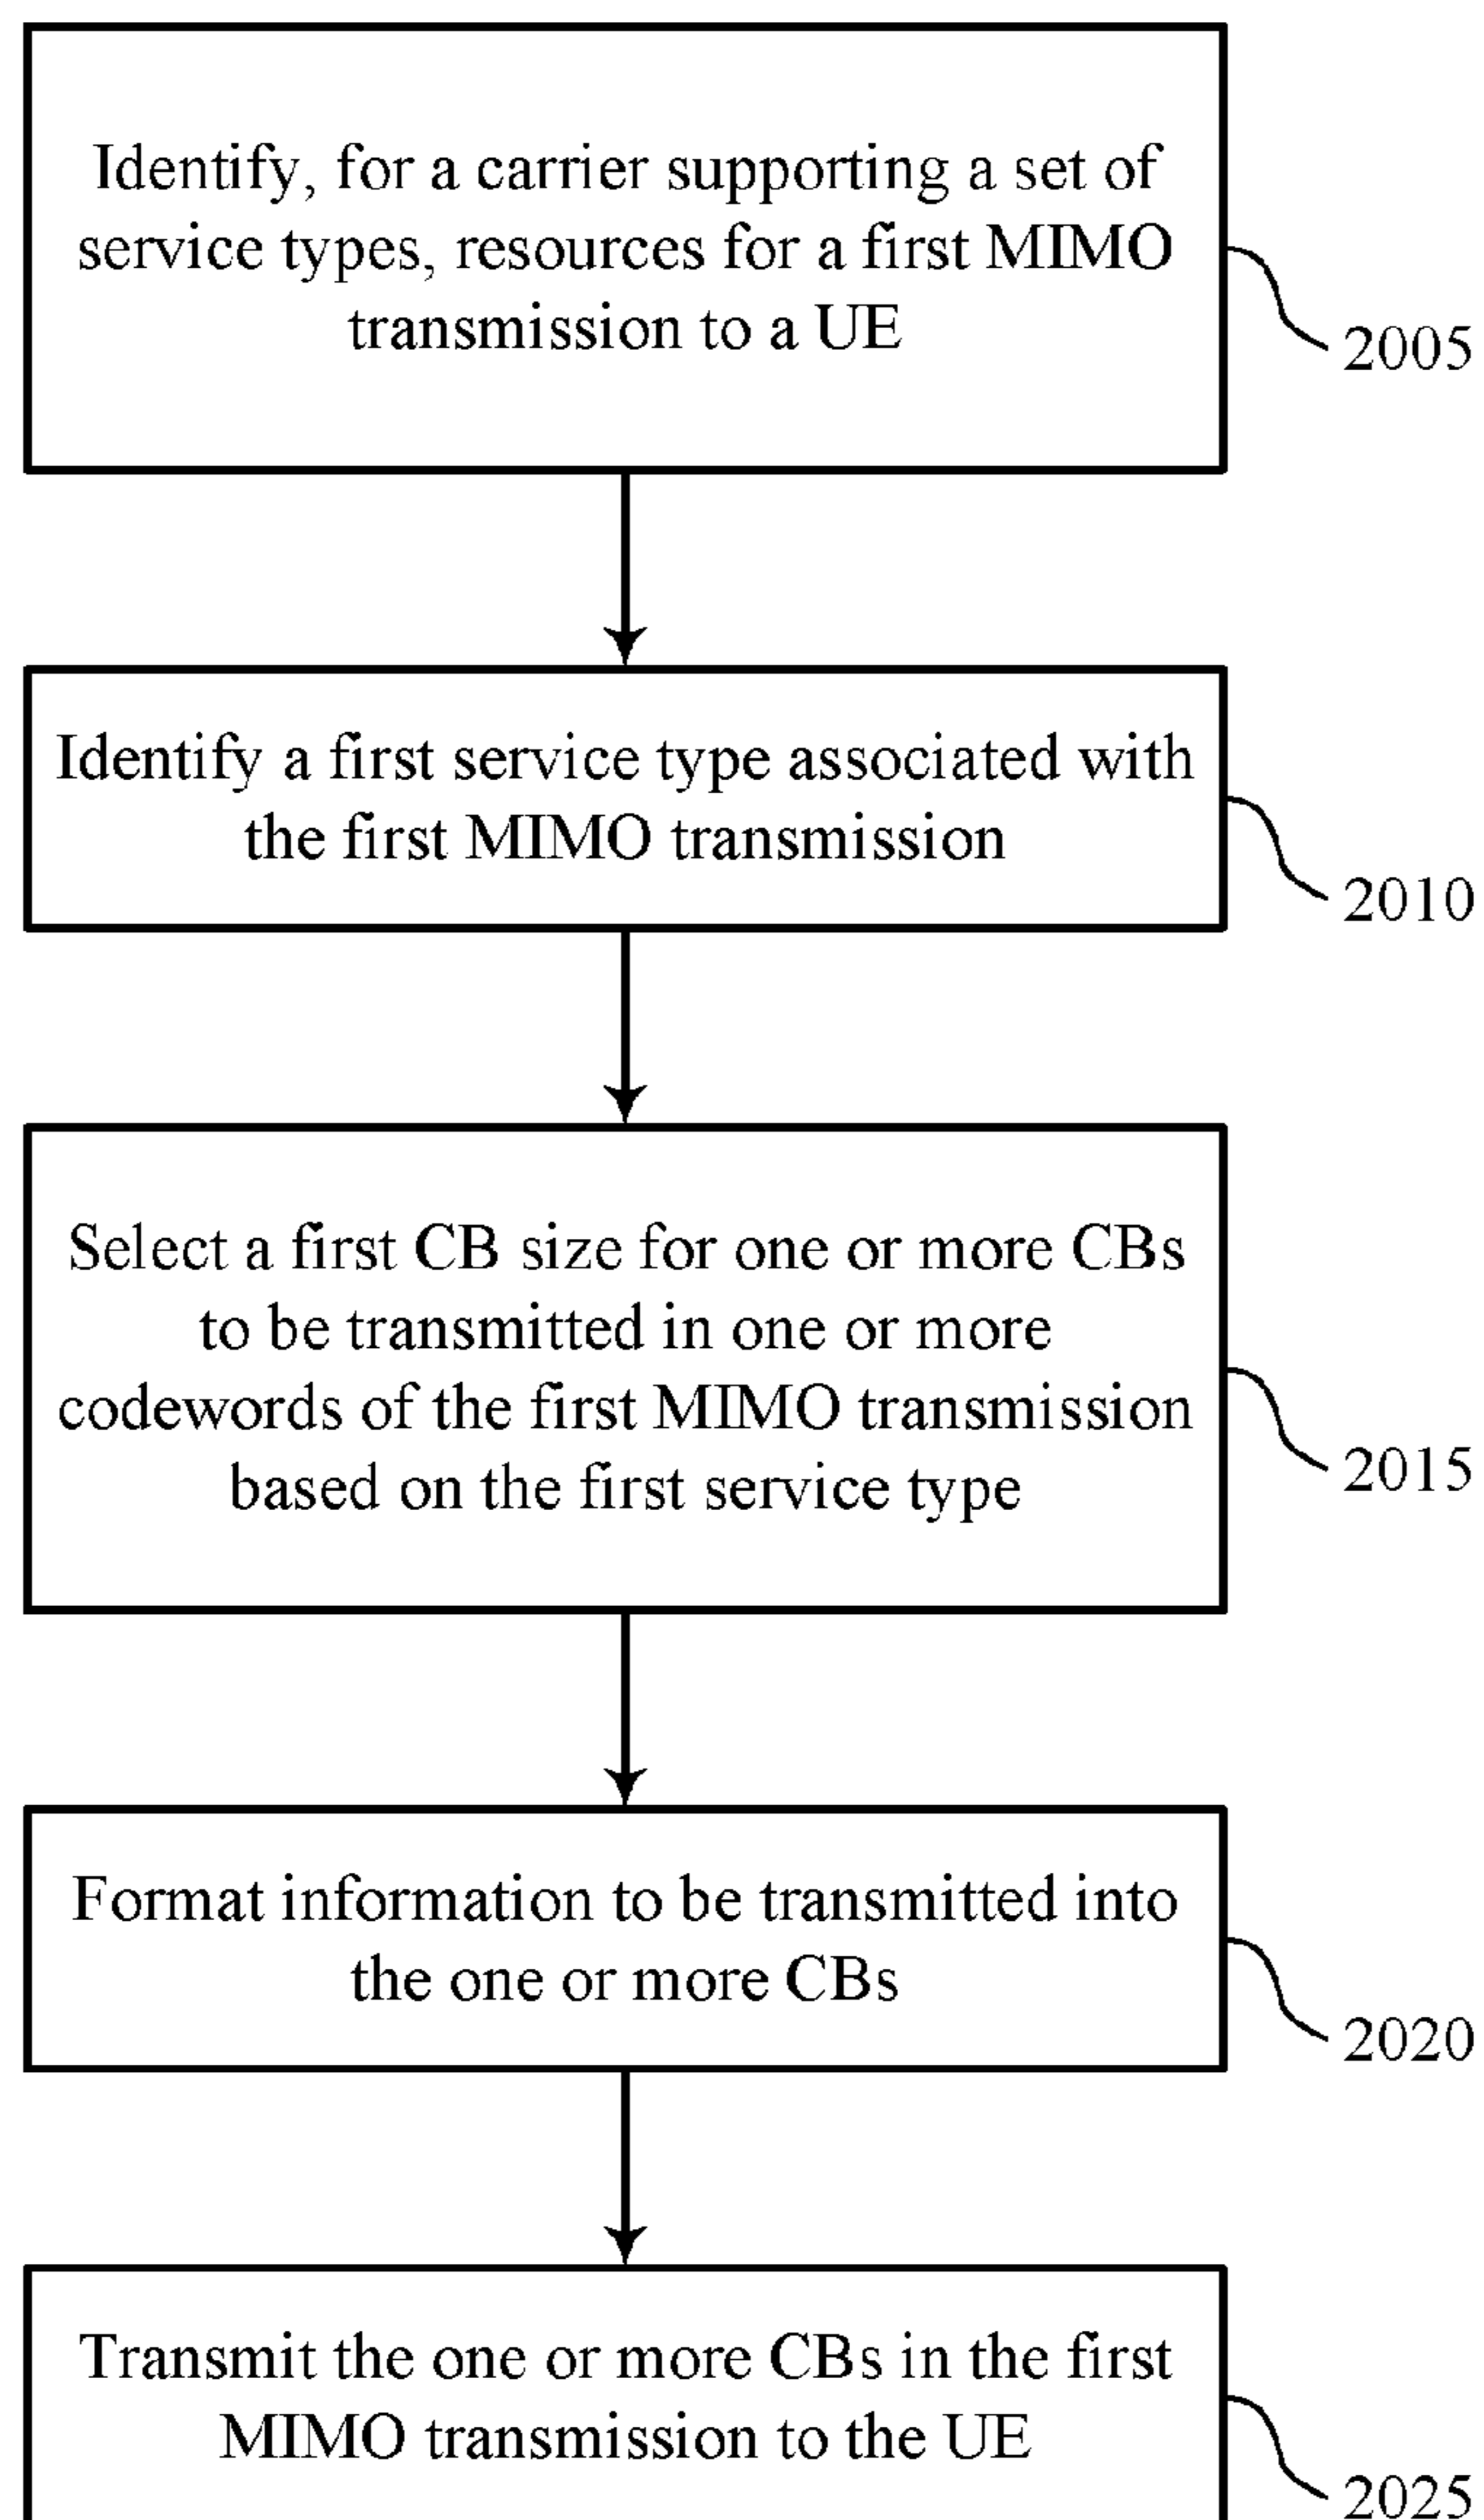 Identify, for a carrier supporting a set of
service types, resources for a first MIMO
transmission to a UE
2005
Identify a first service type associated with
the first MIMO transmission
2010
Select a first CB size for one or more CBs
to be transmitted in one or more
codewords of the first MIMO transmission
based on the first service type
2015
Format information to be transmitted into
the one or more CBs
2020
Transmit the one or more CBs in the first
MIMO transmission to the UE
2025